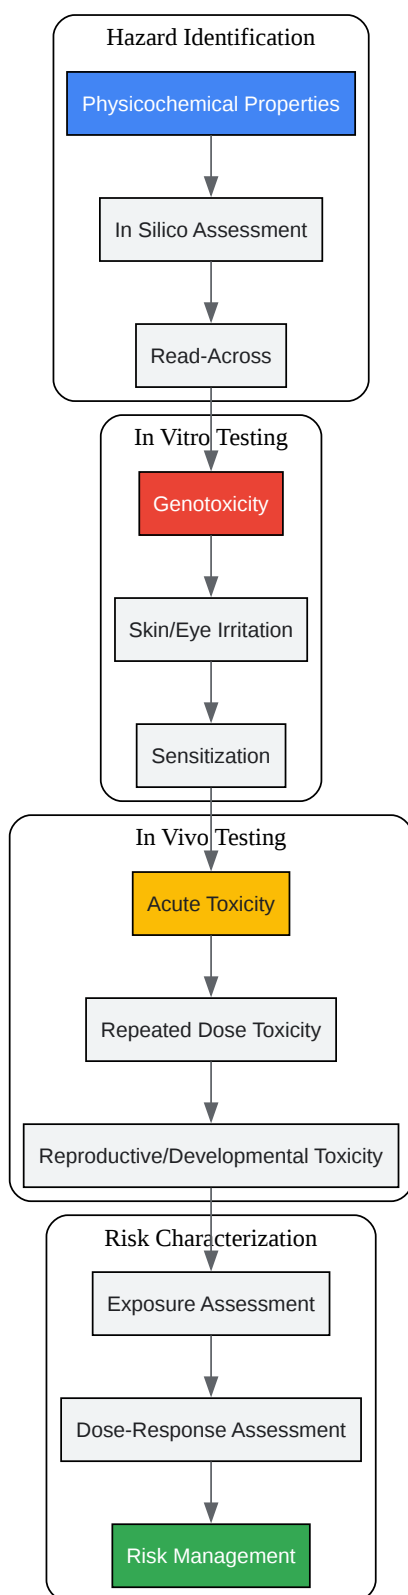 Hazard Identification
Physicochemical Properties
In Silico Assessment
Read-Across
In Vitro Testing
Genotoxicity
Skin/Eye Irritation
Sensitization
In Vivo Testing
Acute Toxicity
Repeated Dose Toxicity
Reproductive/Developmental Toxicity
Risk Characterization
Exposure Assessment
Dose-Response Assessment
Risk Management